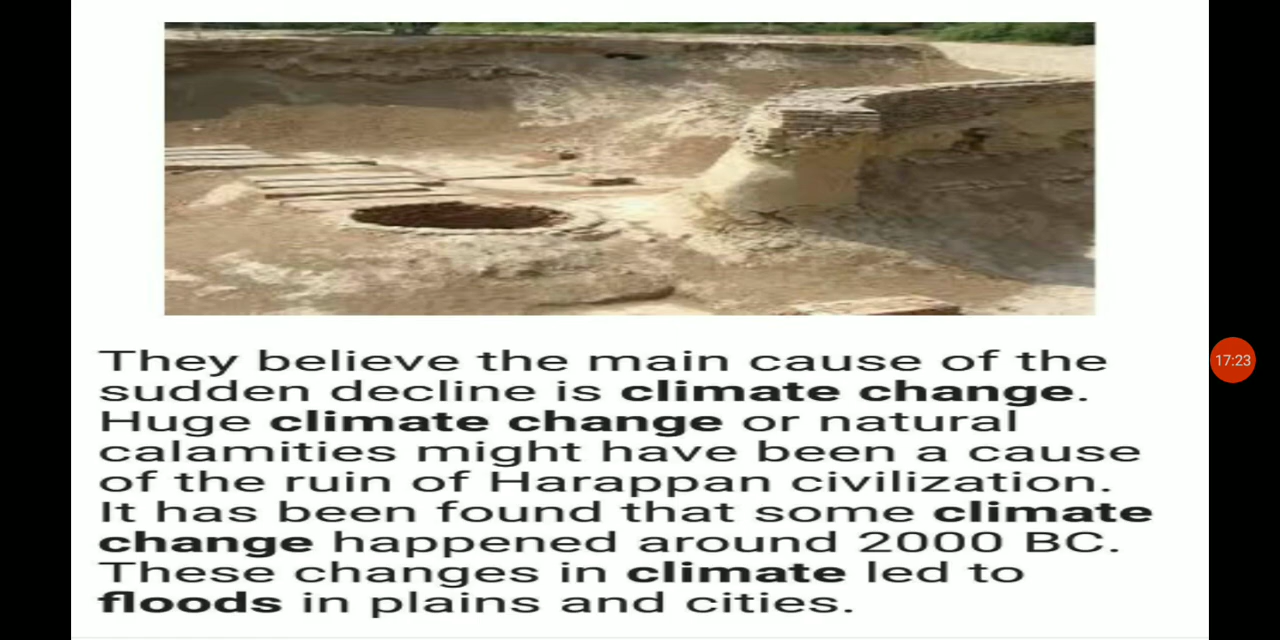 They believe the main cause of the
sudden decline is climate change.
Huge climate change or natural
calamities might have been a cause
of the ruin of Harappan civilization.
It has been found that some climate
change happened around 2000 BC.
These changes in climate led to
floods in plains and cities.
17:23